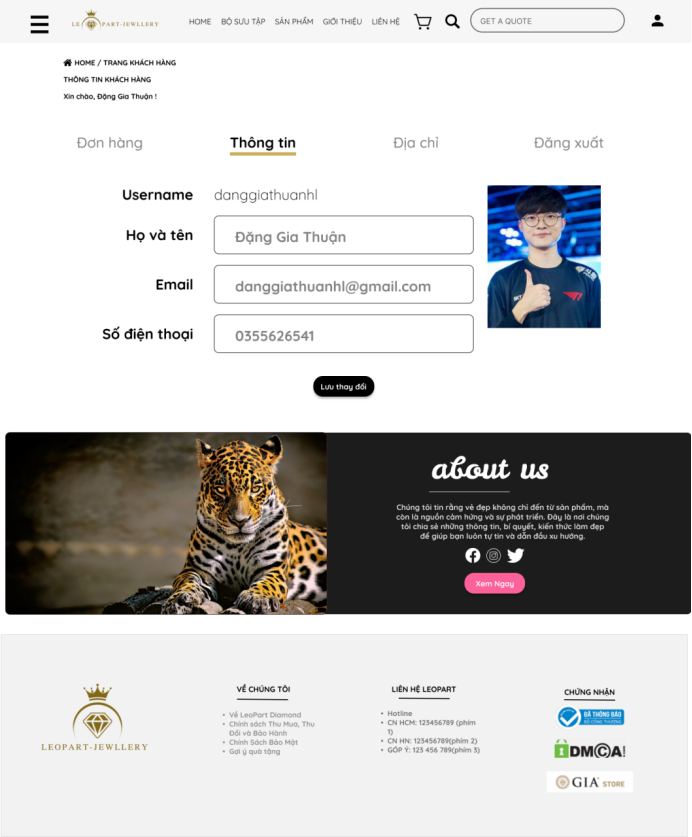 LEOPART-JEWLLERY
HOME BỘ SƯU TẬP SẢN PHẨM GIỚI THIỆU LIÊN HỆ
GET A QUOTE
HOME / TRANG KHÁCH HÀNG
THÔNG TIN KHÁCH HÀNG
Xin chào, Đặng Gia Thuận !
Đơn hàng Thông tin Địa chỉ Đăng xuất
Username danggiathuanhl
Họ và tên Đặng Gia Thuận
Email danggiathuanhl@gmail.com
Số điện thoại 0355626541
Lưu thay đổi
about us
Chúng tôi tin rằng vẻ đẹp không chỉ đến từ sản phẩm, mà
còn là nguồn cảm hứng và sự phát triển. Đây là nơi chúng
tôi chia sẻ những thông tin, bí quyết, kiến thức làm đẹp
để giúp bạn luôn tự tin và dẫn đầu xu hướng.
Xem Ngay
LEOPART-JEWLLERY
VỀ CHÚNG TÔI
Về LeoPart Diamond
Chính sách Thu Mua, Thu
Đổi và Bảo Hành
Chính Sách Bảo Mật
Gợi ý quà tặng
LIÊN HỆ LEOPART
Hotline
CN HCM: 123456789 (phím
1)
CN HN: 123456789(phím 2)
GÓP Ý: 123 456 789(phím 3)
CHỨNG NHẬN
ĐÃ THÔNG BÁO
BỘ CÔNG THƯƠNG
DMCA
GIA STORE